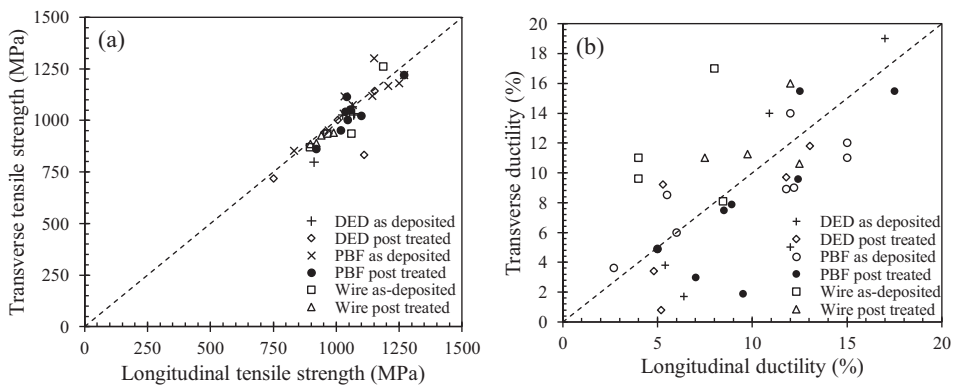 (a)
Transverse tensile strength (MPa)
1500
1250
1000
750
500
250
0
DED as deposited
DED post treated
PBF as deposited
PBF post treated
Wire as-deposited
Wire post treated
0 250 500 750 1000 1250 1500
Longitudinal tensile strength (MPa)
(b)
Transverse ductility (%)
20
18
16
14
12
10
8
6
4
2
0
DED as deposited
DED post treated
PBF as deposited
PBF post treated
Wire as-deposited
Wire post treated
0 5 10 15 20
Longitudinal ductility (%)